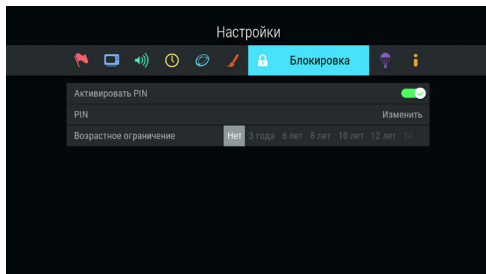 Настройки
Блокировка
Активировать PIN
PIN Изменить
Возрастное ограничение Нет 3 года 6 лет 8 лет 10 лет 12 лет 14